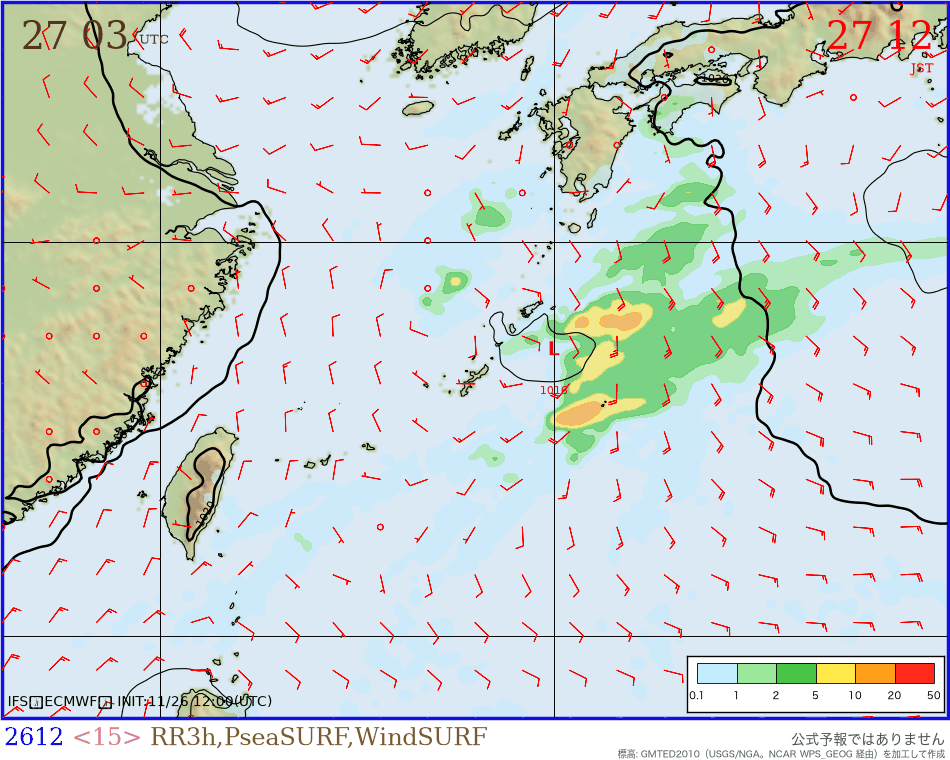 27 03 UTC
27 12 JST
1020
L
1016
1020
IFS ECMWF - INIT:11/26 12:00(UTC)
0.1 1 2 5 10 20 50
2612 <15> RR3h,PseaSURF,WindSURF
公式予報ではありません
標高: GMTED2010（USGS/NGA。NCAR WPS_GEOG 経由）を加工して作成